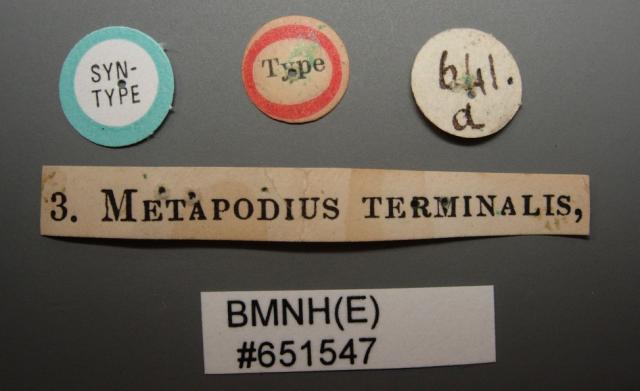 SYN-
TYPE
Type
641.
a
3. METAPODIUS TERMINALIS,
BMNH(E)
#651547